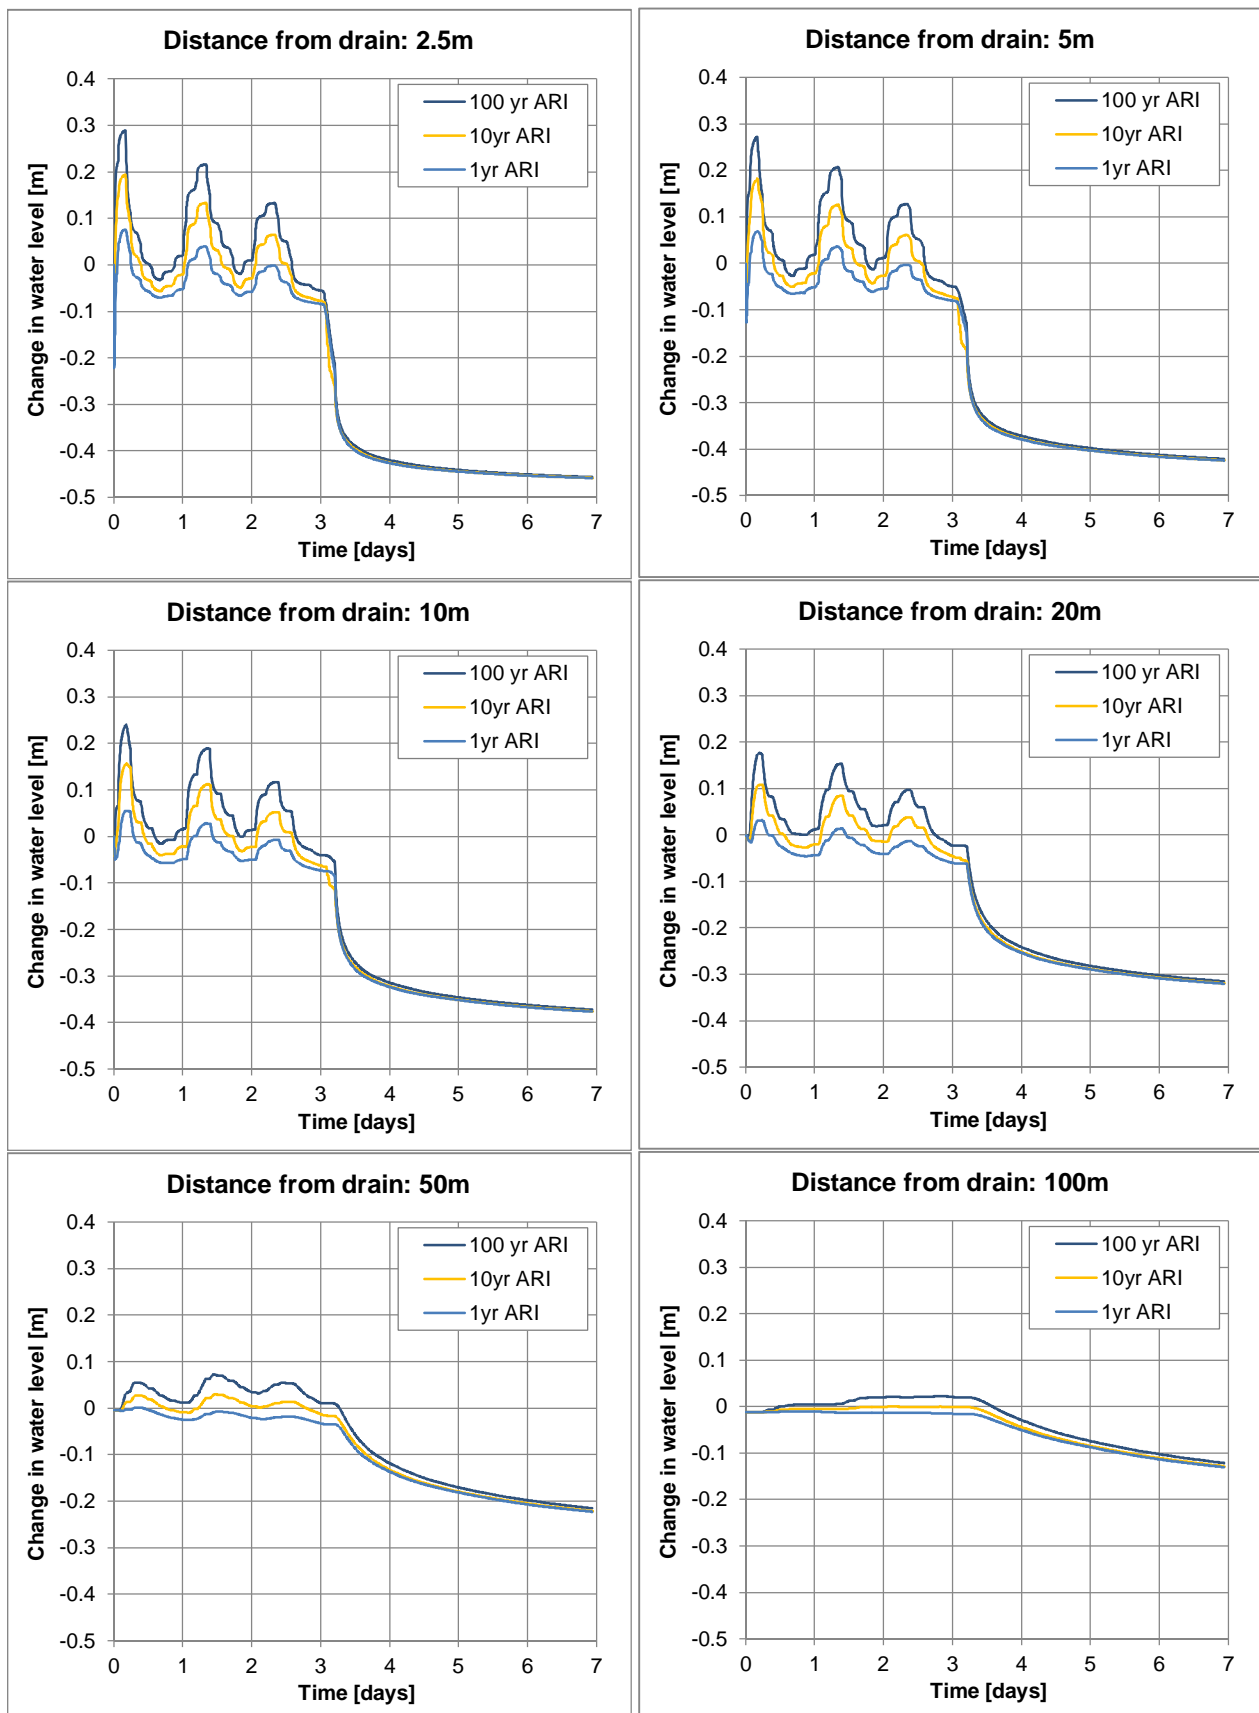 Distance from drain: 2.5m
Change in water level [m]
0.4
0.3
0.2
0.1
0
-0.1
-0.2
-0.3
-0.4
-0.5
100 yr ARI
10yr ARI
1yr ARI
0 1 2 3 4 5 6 7
Time [days]
Distance from drain: 5m
Change in water level [m]
0.4
0.3
0.2
0.1
0
-0.1
-0.2
-0.3
-0.4
-0.5
100 yr ARI
10yr ARI
1yr ARI
0 1 2 3 4 5 6 7
Time [days]
Distance from drain: 10m
Change in water level [m]
0.4
0.3
0.2
0.1
0
-0.1
-0.2
-0.3
-0.4
-0.5
100 yr ARI
10yr ARI
1yr ARI
0 1 2 3 4 5 6 7
Time [days]
Distance from drain: 20m
Change in water level [m]
0.4
0.3
0.2
0.1
0
-0.1
-0.2
-0.3
-0.4
-0.5
100 yr ARI
10yr ARI
1yr ARI
0 1 2 3 4 5 6 7
Time [days]
Distance from drain: 50m
Change in water level [m]
0.4
0.3
0.2
0.1
0
-0.1
-0.2
-0.3
-0.4
-0.5
100 yr ARI
10yr ARI
1yr ARI
0 1 2 3 4 5 6 7
Time [days]
Distance from drain: 100m
Change in water level [m]
0.4
0.3
0.2
0.1
0
-0.1
-0.2
-0.3
-0.4
-0.5
100 yr ARI
10yr ARI
1yr ARI
0 1 2 3 4 5 6 7
Time [days]